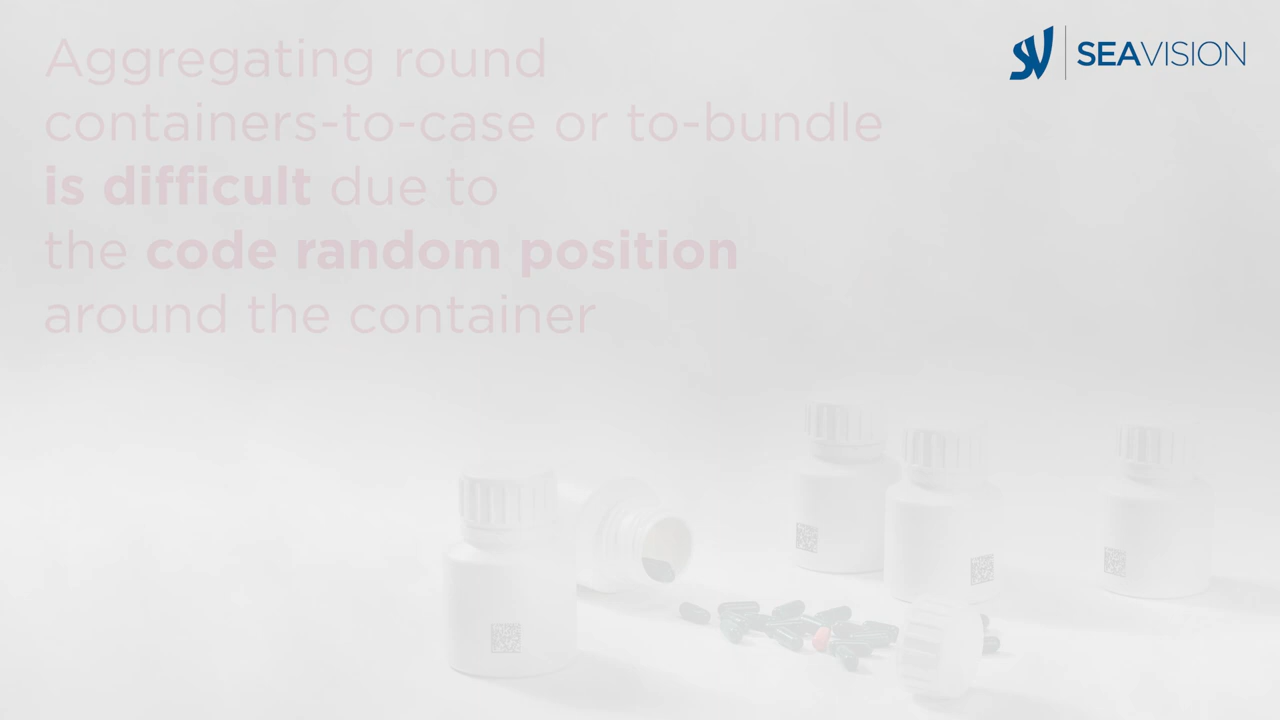 Aggregating round
containers-to-case or to-bundle
is difficult due to
the code random position
around the container
SV SEAVISION